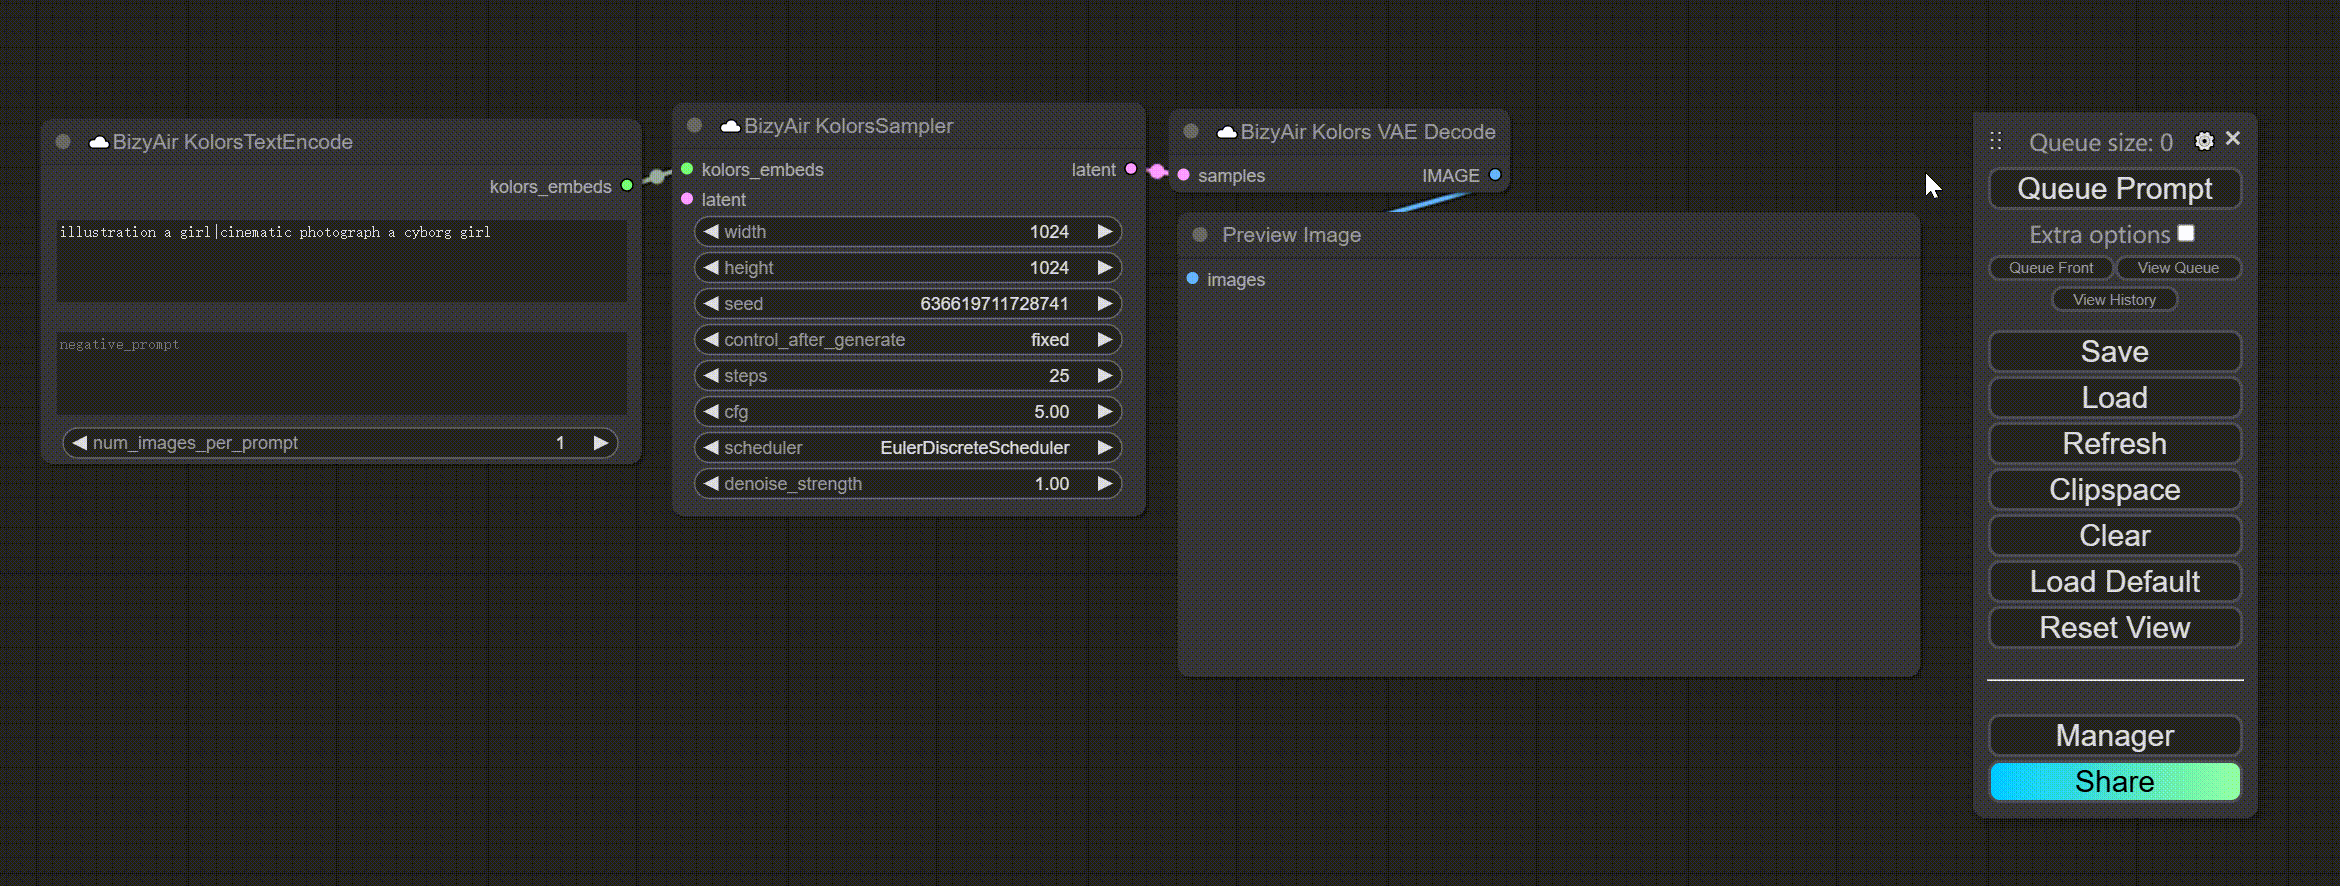 BizyAir KolorsTextEncode
kolors_embeds
illustration a girl|cinematic photograph a cyborg girl
negative_prompt
num_images_per_prompt 1
BizyAir KolorsSampler
kolors_embeds latent
latent
width 1024
height 1024
seed 636619711728741
control_after_generate fixed
steps 25
cfg 5.00
scheduler EulerDiscreteScheduler
denoise_strength 1.00
BizyAir Kolors VAE Decode
samples IMAGE
Preview Image
images
Queue size: 0
Queue Prompt
Extra options
Queue Front View Queue
View History
Save
Load
Refresh
Clipspace
Clear
Load Default
Reset View
Manager
Share